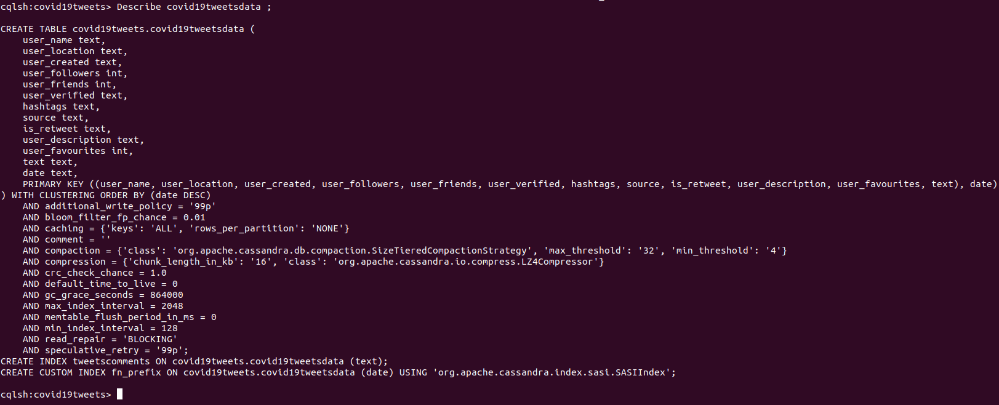 cqlsh:covid19tweets> Describe covid19tweetsdata ;
CREATE TABLE covid19tweets.covid19tweetsdata (
    user_name text,
    user_location text,
    user_created text,
    user_followers int,
    user_friends int,
    user_verified text,
    hashtags text,
    source text,
    is_retweet text,
    user_description text,
    user_favourites int,
    text text,
    date text,
    PRIMARY KEY ((user_name, user_location, user_created, user_followers, user_friends, user_verified, hashtags, source, is_retweet, user_description, user_favourites, text), date)
) WITH CLUSTERING ORDER BY (date DESC)
    AND additional_write_policy = '99p'
    AND bloom_filter_fp_chance = 0.01
    AND caching = {'keys': 'ALL', 'rows_per_partition': 'NONE'}
    AND comment = ''
    AND compaction = {'class': 'org.apache.cassandra.db.compaction.SizeTieredCompactionStrategy', 'max_threshold': '32', 'min_threshold': '4'}
    AND compression = {'chunk_length_in_kb': '16', 'class': 'org.apache.cassandra.io.compress.LZ4Compressor'}
    AND crc_check_chance = 1.0
    AND default_time_to_live = 0
    AND gc_grace_seconds = 864000
    AND max_index_interval = 2048
    AND memtable_flush_period_in_ms = 0
    AND min_index_interval = 128
    AND read_repair = 'BLOCKING'
    AND speculative_retry = '99p';
CREATE INDEX tweetscomments ON covid19tweets.covid19tweetsdata (text);
CREATE CUSTOM INDEX fn_prefix ON covid19tweets.covid19tweetsdata (date) USING 'org.apache.cassandra.index.sasi.SASIIndex';
cqlsh:covid19tweets>